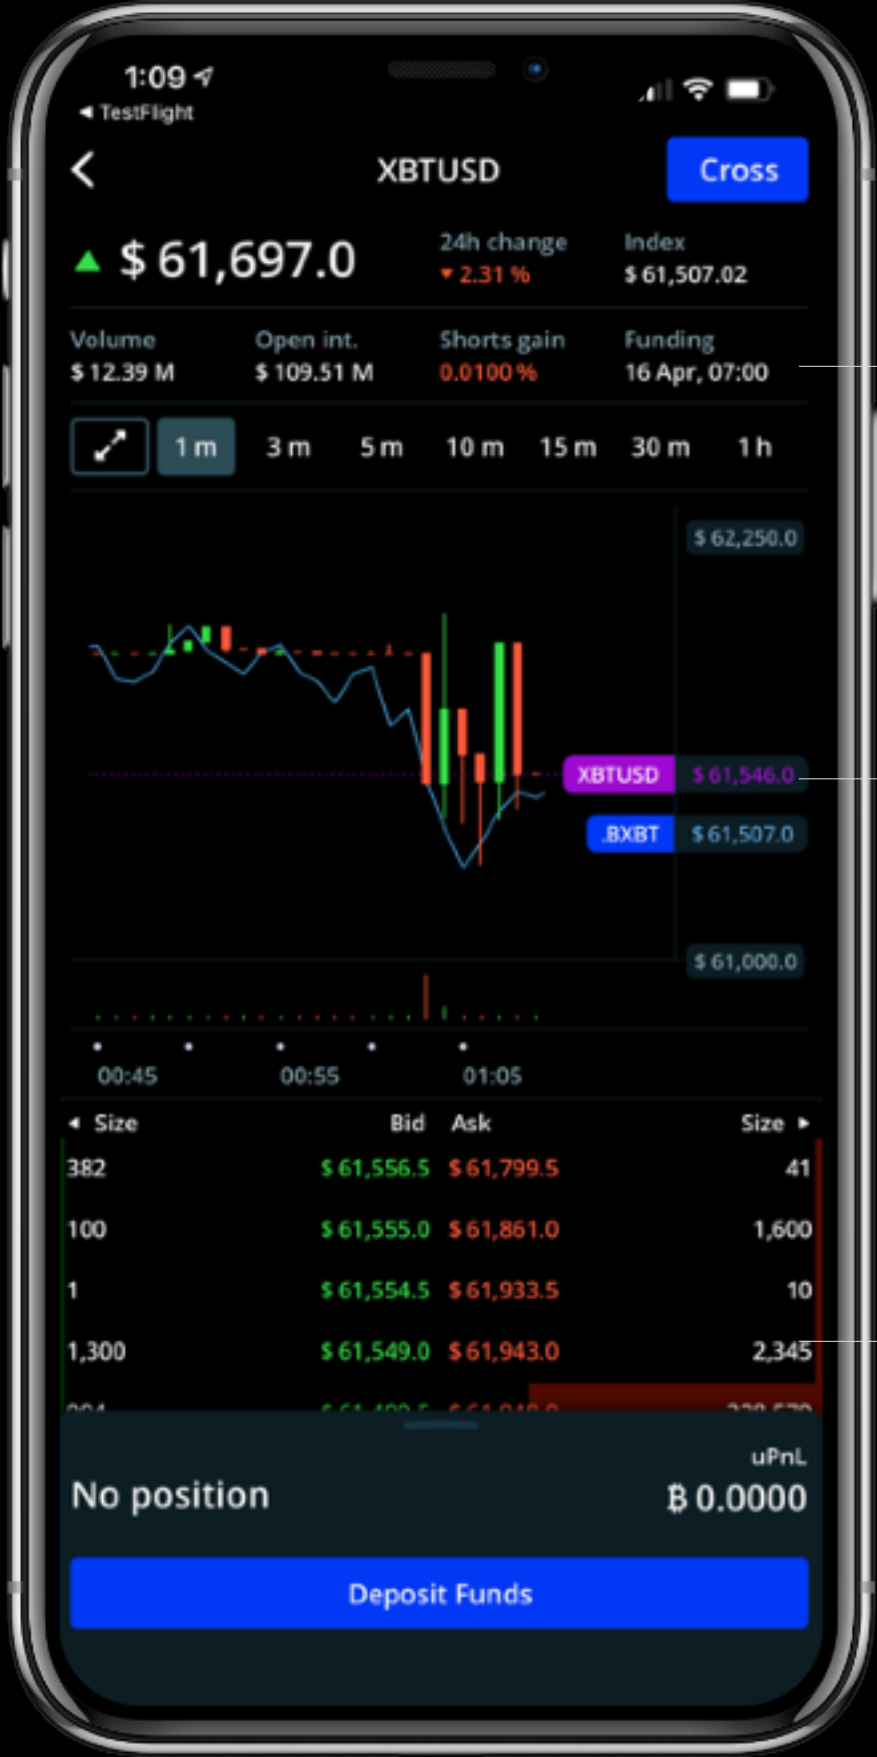 1:09
◀ TestFlight
XBTUSD
Cross
▲ $ 61,697.0
24h change
▼ 2.31 %
Index
$ 61,507.02
Volume
$ 12.39 M
Open int.
$ 109.51 M
Shorts gain
0.0100 %
Funding
16 Apr, 07:00
1 m 3 m 5 m 10 m 15 m 30 m 1 h
$ 62,250.0
XBTUSD $ 61,546.0
.BXBT $ 61,507.0
$ 61,000.0
00:45 00:55 01:05
◀ Size Bid Ask Size ▶
382 $ 61,556.5 $ 61,799.5 41
100 $ 61,555.0 $ 61,861.0 1,600
1 $ 61,554.5 $ 61,933.5 10
1,300 $ 61,549.0 $ 61,943.0 2,345
uPnL
No position ₿ 0.0000
Deposit Funds